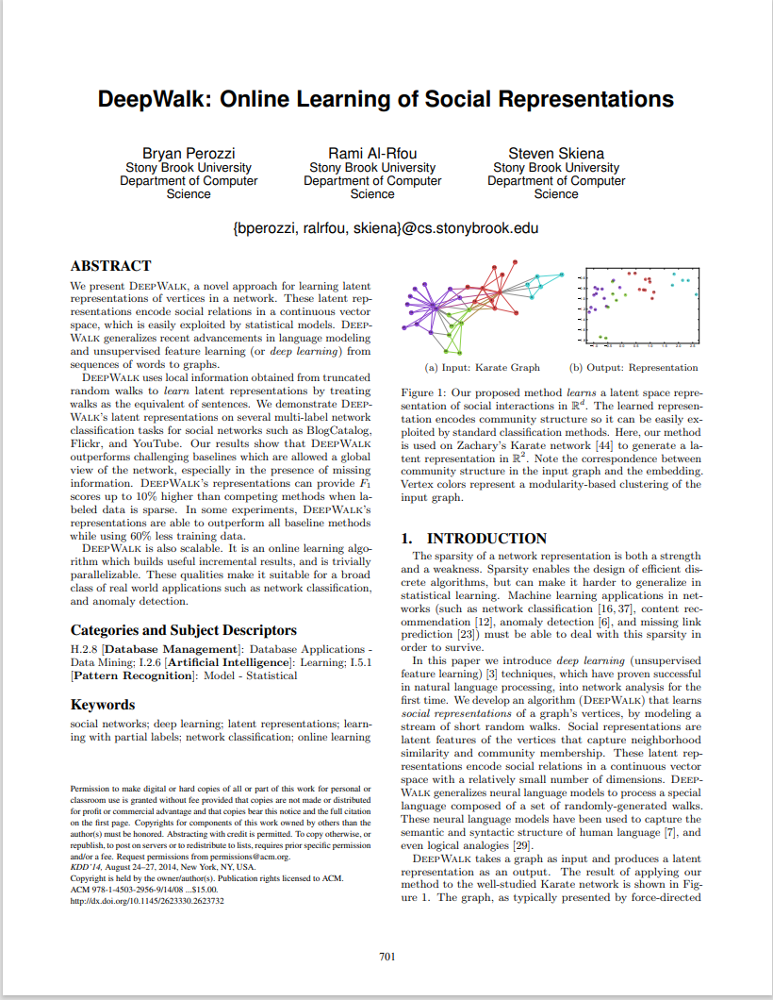 DeepWalk: Online Learning of Social Representations
Bryan Perozzi
Stony Brook University
Department of Computer
Science
Rami Al-Rfou
Stony Brook University
Department of Computer
Science
Steven Skiena
Stony Brook University
Department of Computer
Science
{bperozzi, ralrfou, skiena}@cs.stonybrook.edu
ABSTRACT
We present DEEPWALK, a novel approach for learning latent
representations of vertices in a network. These latent rep-
resentations encode social relations in a continuous vector
space, which is easily exploited by statistical models. DEEP-
WALK generalizes recent advancements in language modeling
and unsupervised feature learning (or deep learning) from
sequences of words to graphs.
DEEPWALK uses local information obtained from truncated
random walks to learn latent representations by treating
walks as the equivalent of sentences. We demonstrate DEEP-
WALK's latent representations on several multi-label network
classification tasks for social networks such as BlogCatalog,
Flickr, and YouTube. Our results show that DEEPWALK
outperforms challenging baselines which are allowed a global
view of the network, especially in the presence of missing
information. DEEPWALK's representations can provide F1
scores up to 10% higher than competing methods when la-
beled data is sparse. In some experiments, DEEPWALK's
representations are able to outperform all baseline methods
while using 60% less training data.
DEEPWALK is also scalable. It is an online learning algo-
rithm which builds useful incremental results, and is trivially
parallelizable. These qualities make it suitable for a broad
class of real world applications such as network classification,
and anomaly detection.
Categories and Subject Descriptors
H.2.8 [Database Management]: Database Applications -
Data Mining; I.2.6 [Artificial Intelligence]: Learning; I.5.1
[Pattern Recognition]: Model - Statistical
Keywords
social networks; deep learning; latent representations; learn-
ing with partial labels; network classification; online learning
Permission to make digital or hard copies of all or part of this work for personal or
classroom use is granted without fee provided that copies are not made or distributed
for profit or commercial advantage and that copies bear this notice and the full citation
on the first page. Copyrights for components of this work owned by others than the
author(s) must be honored. Abstracting with credit is permitted. To copy otherwise, or
republish, to post on servers or to redistribute to lists, requires prior specific permission
and/or a fee. Request permissions from permissions@acm.org.
KDD'14, August 24–27, 2014, New York, NY, USA.
Copyright is held by the owner/author(s). Publication rights licensed to ACM.
ACM 978-1-4503-2956-9/14/08 ...$15.00.
http://dx.doi.org/10.1145/2623330.2623732
(a) Input: Karate Graph
(b) Output: Representation
Figure 1: Our proposed method learns a latent space repre-
sentation of social interactions in ℝᵈ. The learned represen-
tation encodes community structure so it can be easily ex-
ploited by standard classification methods. Here, our method
is used on Zachary's Karate network [44] to generate a la-
tent representation in ℝ². Note the correspondence between
community structure in the input graph and the embedding.
Vertex colors represent a modularity-based clustering of the
input graph.
1. INTRODUCTION
The sparsity of a network representation is both a strength
and a weakness. Sparsity enables the design of efficient dis-
crete algorithms, but can make it harder to generalize in
statistical learning. Machine learning applications in net-
works (such as network classification [16, 37], content rec-
ommendation [12], anomaly detection [6], and missing link
prediction [23]) must be able to deal with this sparsity in
order to survive.
In this paper we introduce deep learning (unsupervised
feature learning) [3] techniques, which have proven successful
in natural language processing, into network analysis for the
first time. We develop an algorithm (DEEPWALK) that learns
social representations of a graph's vertices, by modeling a
stream of short random walks. Social representations are
latent features of the vertices that capture neighborhood
similarity and community membership. These latent rep-
resentations encode social relations in a continuous vector
space with a relatively small number of dimensions. DEEP-
WALK generalizes neural language models to process a special
language composed of a set of randomly-generated walks.
These neural language models have been used to capture the
semantic and syntactic structure of human language [7], and
even logical analogies [29].
DEEPWALK takes a graph as input and produces a latent
representation as an output. The result of applying our
method to the well-studied Karate network is shown in Fig-
ure 1. The graph, as typically presented by force-directed
701